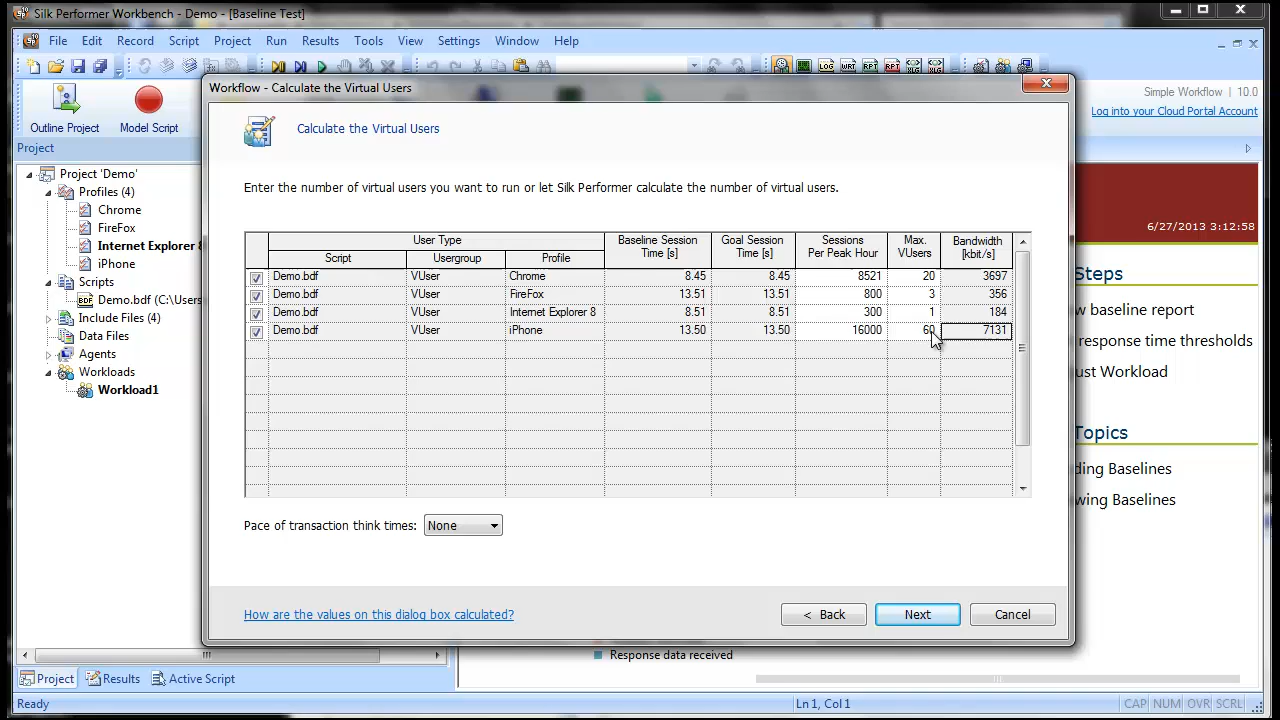 Silk Performer Workbench - Demo - [Baseline Test]
File Edit Record Script Project Run Results Tools View Settings Window Help
Outline Project
Model Script
Simple Workflow | 10.0
Log into your Cloud Portal Account
Project
Project 'Demo'
Profiles (4)
Chrome
FireFox
Internet Explorer 8
iPhone
Scripts
Demo.bdf (C:\Users
Include Files (4)
Data Files
Agents
Workloads
Workload1
Workflow - Calculate the Virtual Users
Calculate the Virtual Users
Enter the number of virtual users you want to run or let Silk Performer calculate the number of virtual users.
User Type
Script Usergroup Profile Baseline Session Time [s] Goal Session Time [s] Sessions Per Peak Hour Max. VUsers Bandwidth [kbit/s]
Demo.bdf VUser Chrome 8.45 8.45 8521 20 3697
Demo.bdf VUser FireFox 13.51 13.51 800 3 356
Demo.bdf VUser Internet Explorer 8 8.51 8.51 300 1 184
Demo.bdf VUser iPhone 13.50 13.50 16000 60 7131
Pace of transaction think times: None
How are the values on this dialog box calculated?
< Back Next Cancel
6/27/2013 3:12:58
Steps
w baseline report
response time thresholds
ust Workload
Topics
ding Baselines
wing Baselines
Response data received
Project Results Active Script
Ready
Ln 1, Col 1
CAP NUM OVR SCRL